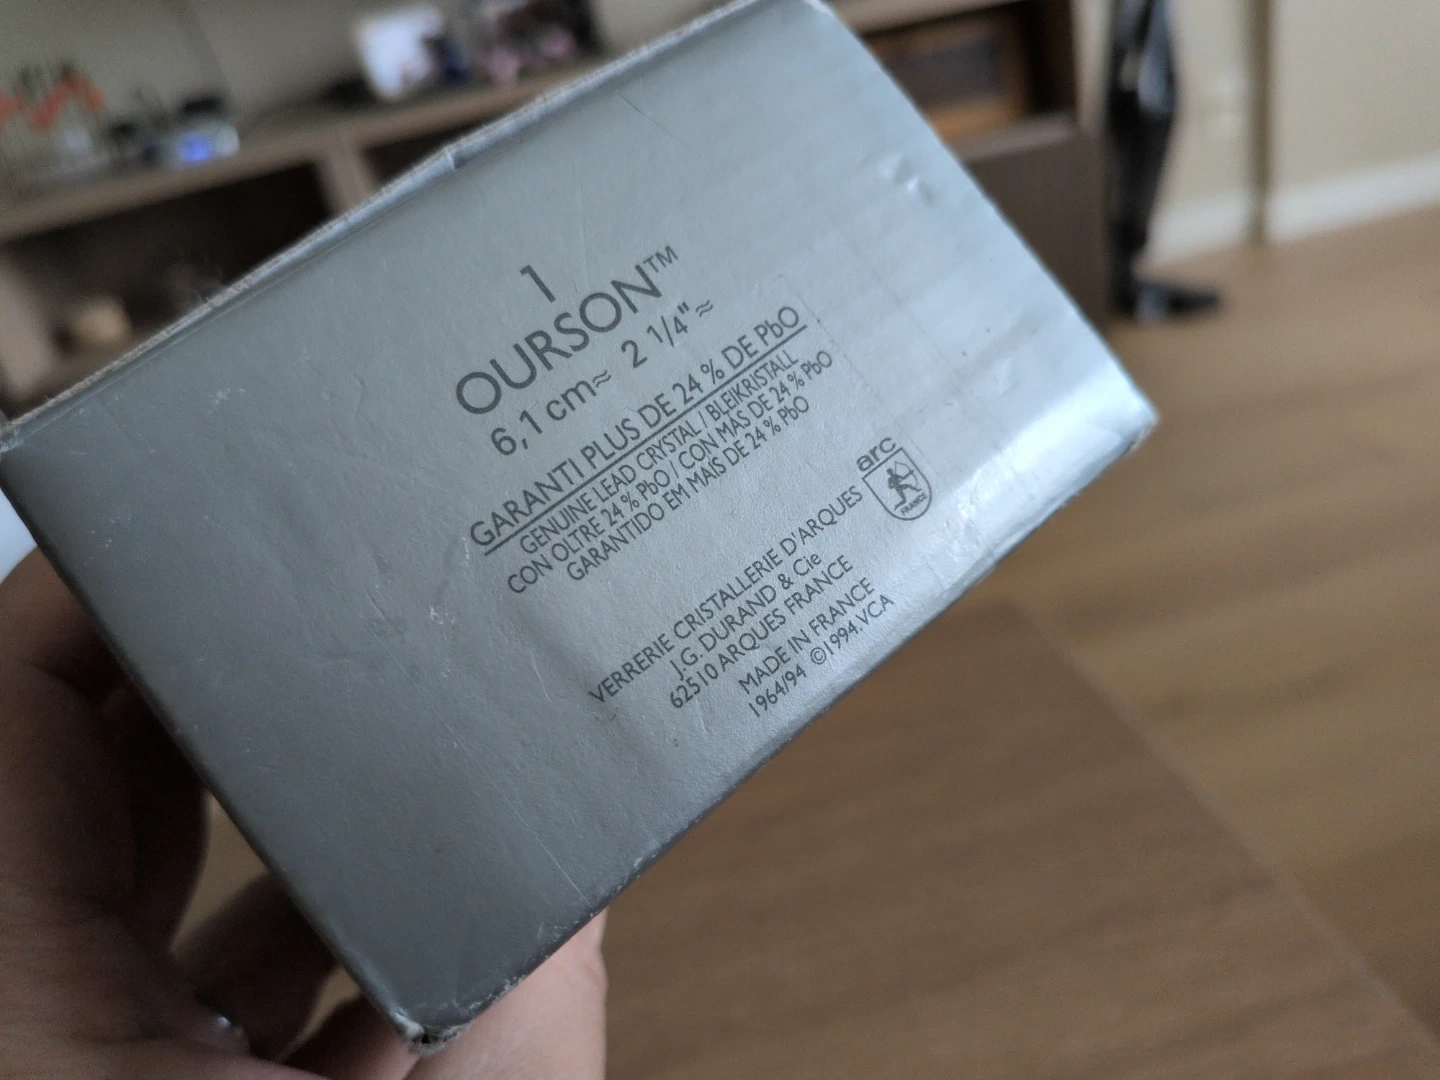 1
OURSON™
6,1 cm≈ 2 1/4"≈
GARANTI PLUS DE 24 % DE PbO
GENUINE LEAD CRYSTAL / BLEIKRISTALL
CON OLTRE 24 % PbO / CON MAS DE 24 % PbO
GARANTIDO EM MAIS DE 24 % PbO
arc
FRANCE
VERRERIE CRISTALLERIE D'ARQUES
J.G. DURAND & Cie
62510 ARQUES FRANCE
MADE IN FRANCE
1964/94 ©1994.VCA